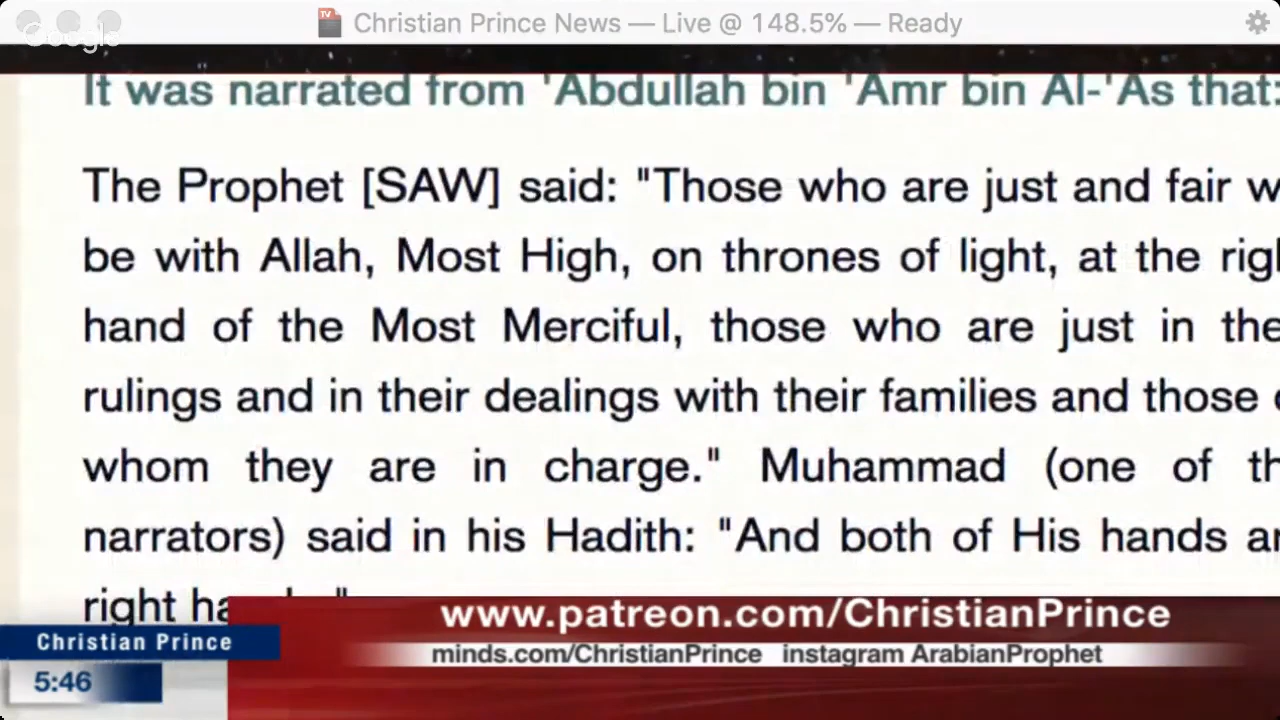 Google
TV
Christian Prince News — Live @ 148.5% — Ready
It was narrated from 'Abdullah bin 'Amr bin Al-'As that:
The Prophet [SAW] said: "Those who are just and fair w
be with Allah, Most High, on thrones of light, at the rig
hand of the Most Merciful, those who are just in the
rulings and in their dealings with their families and those
whom they are in charge." Muhammad (one of th
narrators) said in his Hadith: "And both of His hands ar
right ha
www.patreon.com/ChristianPrince
Christian Prince
minds.com/ChristianPrince instagram ArabianProphet
5:46